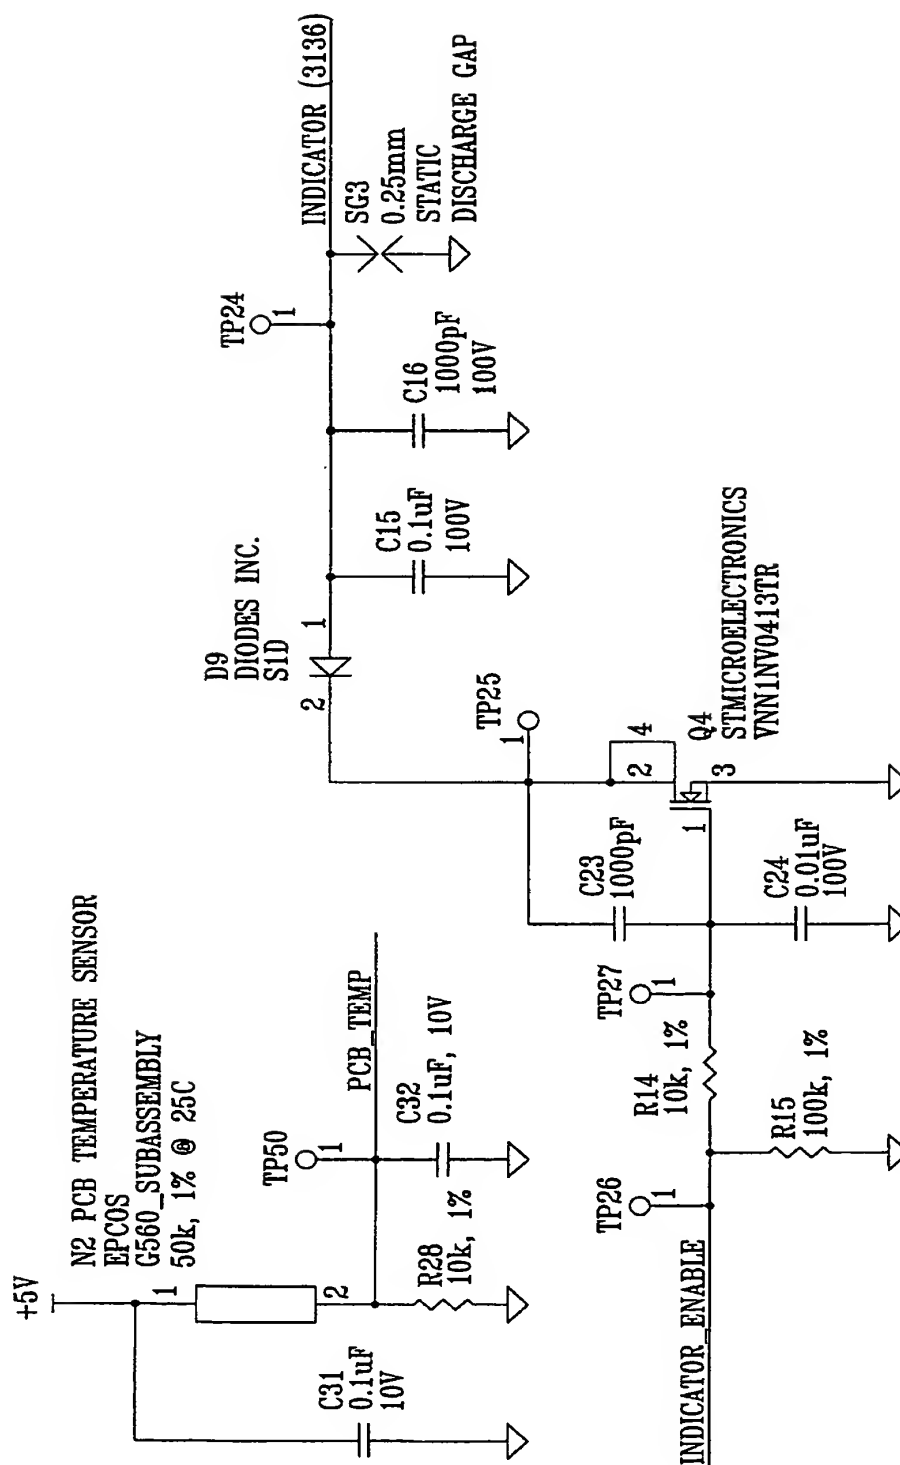 +5V
N2 PCB TEMPERATURE SENSOR
EPCOS
G560_SUBASSEMBLY
50k, 1% @ 25C
1
2
C31
0.1uF
10V
R28
10k, 1%
TP50
1
PCB_TEMP
C32
0.1uF, 10V
D9
DIODES INC.
S1D
2
1
C15
0.1uF
100V
C16
1000pF
100V
TP24
1
INDICATOR (3136)
SG3
0.25mm
STATIC
DISCHARGE GAP
TP25
1
C23
1000pF
2
4
1
3
Q4
STMICROELECTRONICS
VNN1NV0413TR
INDICATOR_ENABLE
TP26
1
R14
10k, 1%
TP27
1
R15
100k, 1%
C24
0.01uF
100V